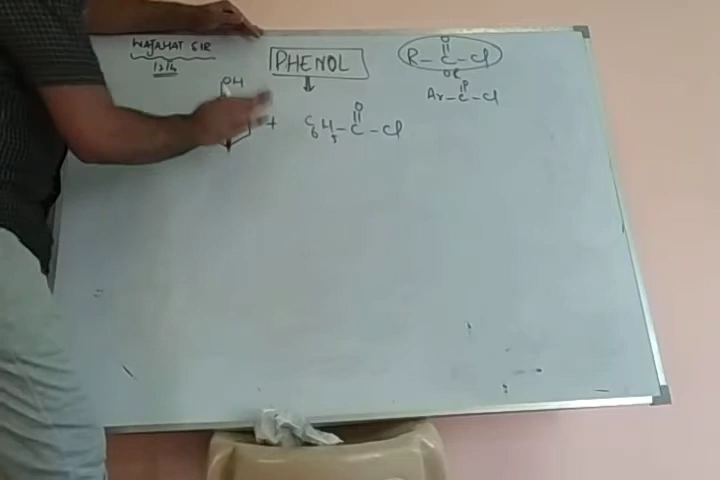 WAJAHAT SIR
12th
PHENOL
O
R-C-Cl
OR
O
Ar-C-Cl
OH
+ C6H5-C-Cl
O